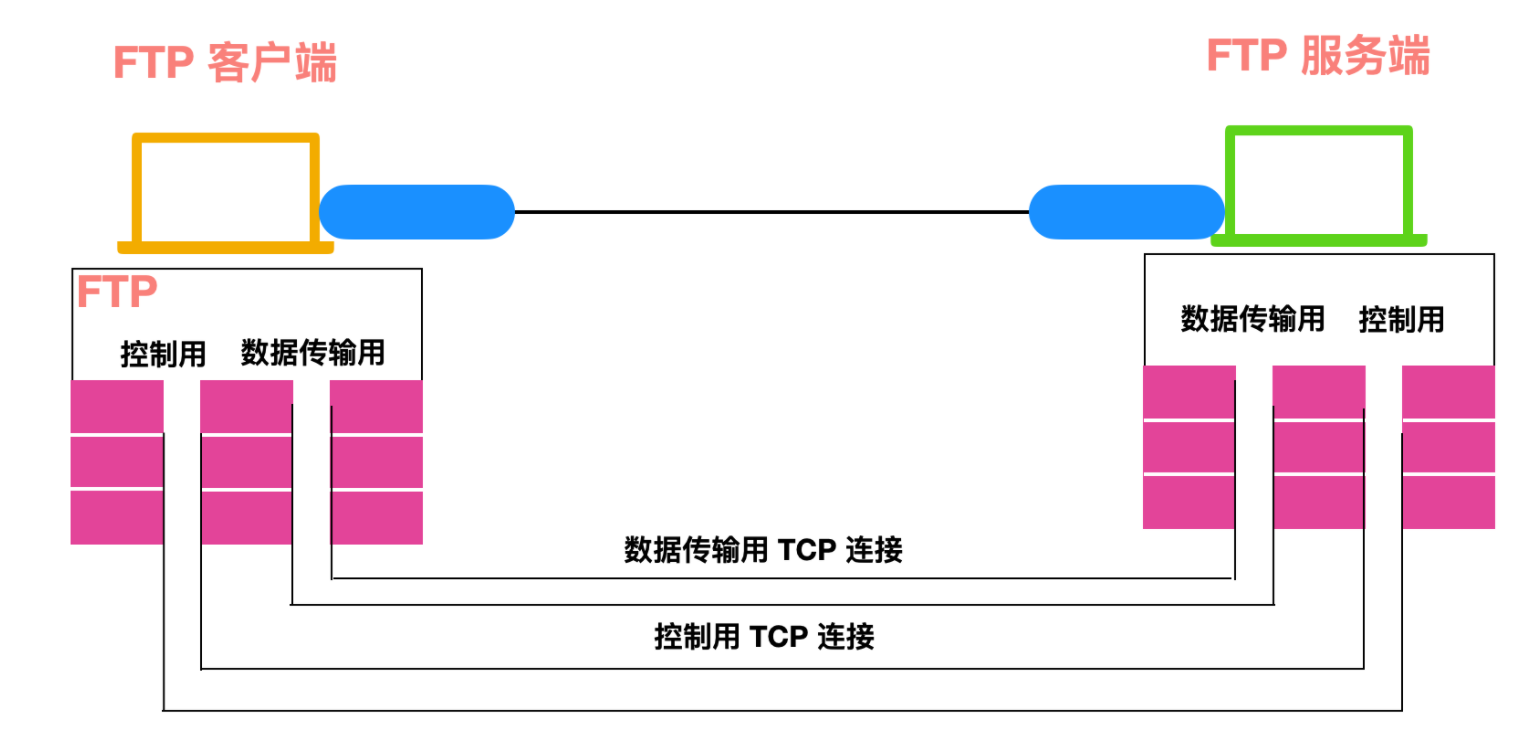 FTP 客户端
FTP 服务端
FTP
控制用
数据传输用
数据传输用
控制用
数据传输用 TCP 连接
控制用 TCP 连接